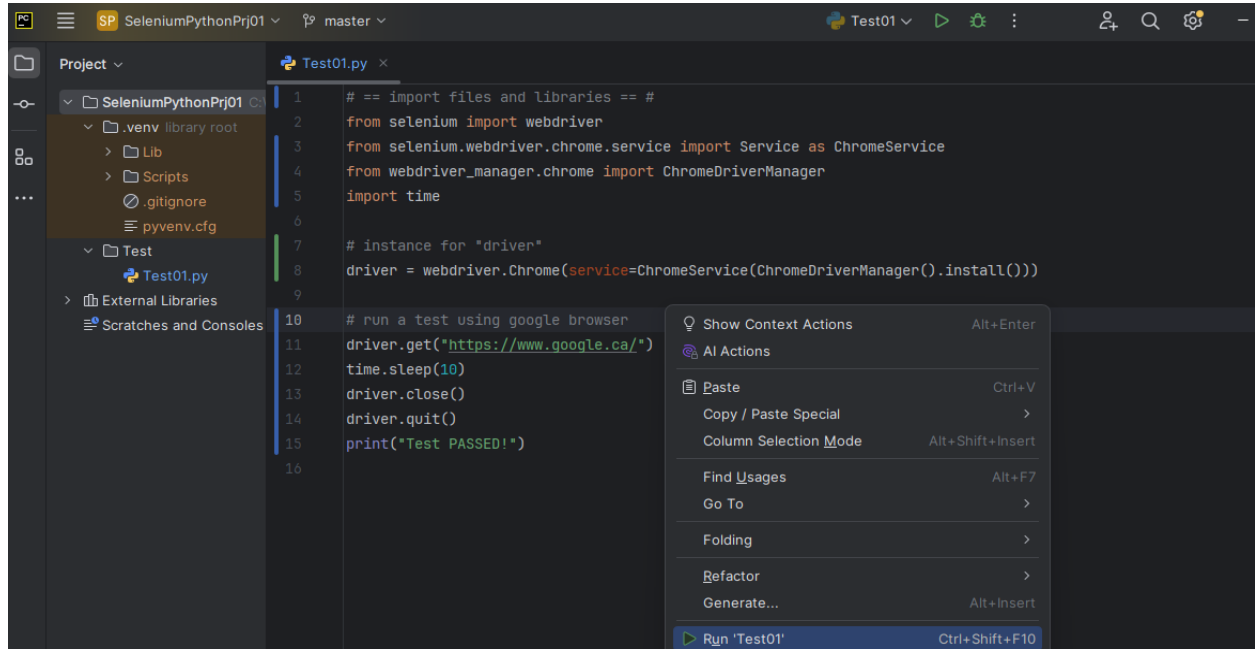 PC
SP SeleniumPythonPrj01 master Test01
Project
Test01.py
SeleniumPythonPrj01 C:\
.venv library root
Lib
Scripts
.gitignore
pyvenv.cfg
Test
Test01.py
External Libraries
Scratches and Consoles
1 # == import files and libraries == #
2 from selenium import webdriver
3 from selenium.webdriver.chrome.service import Service as ChromeService
4 from webdriver_manager.chrome import ChromeDriverManager
5 import time
6
7 # instance for "driver"
8 driver = webdriver.Chrome(service=ChromeService(ChromeDriverManager().install()))
9
10 # run a test using google browser
11 driver.get("https://www.google.ca/")
12 time.sleep(10)
13 driver.close()
14 driver.quit()
15 print("Test PASSED!")
16
Show Context Actions Alt+Enter
AI Actions
Paste Ctrl+V
Copy / Paste Special
Column Selection Mode Alt+Shift+Insert
Find Usages Alt+F7
Go To
Folding
Refactor
Generate... Alt+Insert
Run 'Test01' Ctrl+Shift+F10